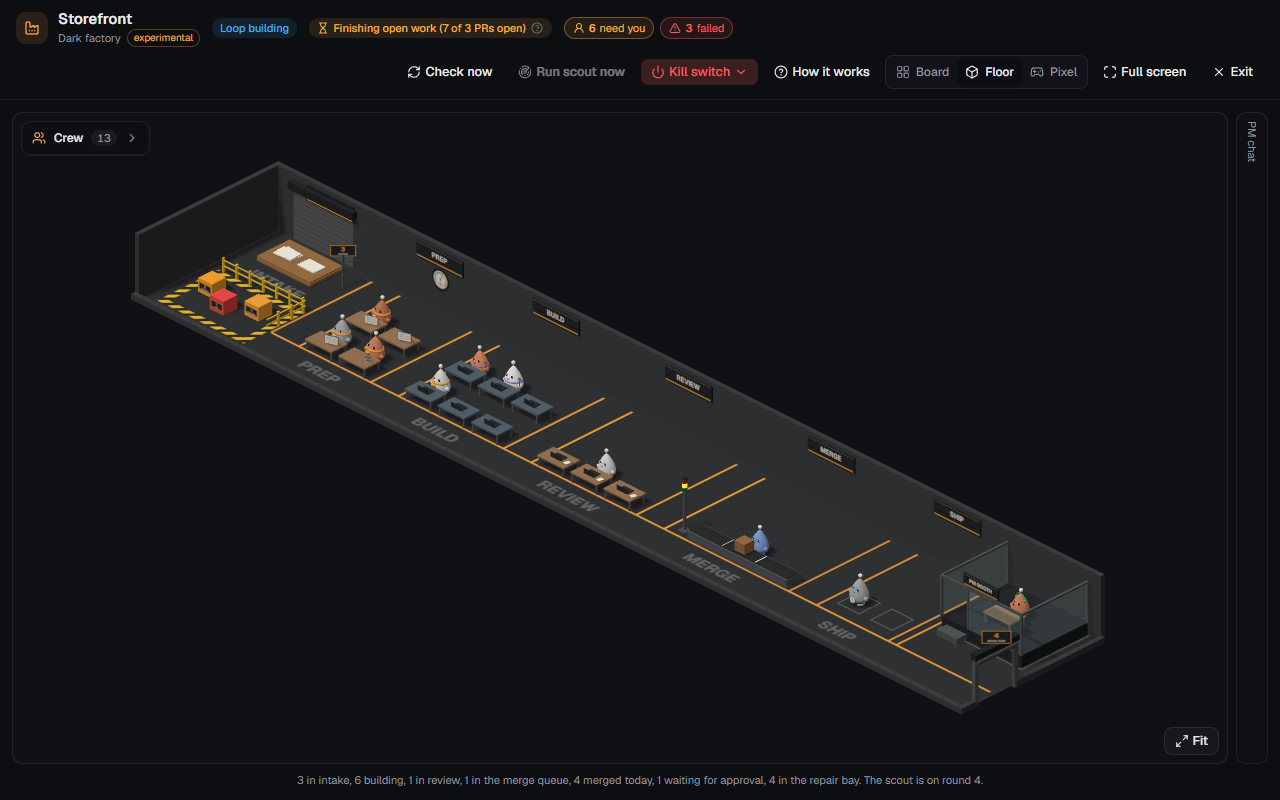 Storefront
Dark factory experimental
Loop building
Finishing open work (7 of 3 PRs open)
6 need you
3 failed
Check now
Run scout now
Kill switch
How it works
Board
Floor
Pixel
Full screen
Exit
Crew 13
PM chat
3
INTAKE
PREP
BUILD
REVIEW
MERGE
SHIP
PREP
BUILD
REVIEW
MERGE
SHIP
PM BOOTH
4
Fit
3 in intake, 6 building, 1 in review, 1 in the merge queue, 4 merged today, 1 waiting for approval, 4 in the repair bay. The scout is on round 4.